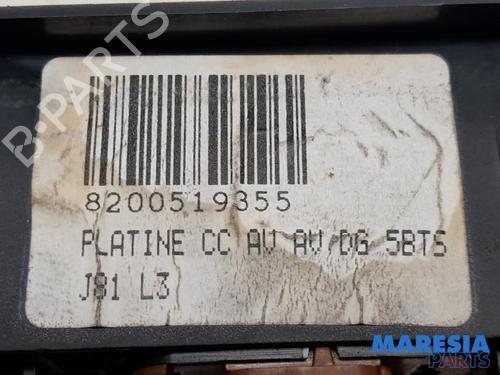 B-PARTS
8200519355
PLATINE CC AV AV DG 5BTS
J81 L3
MARESIA
PARTS